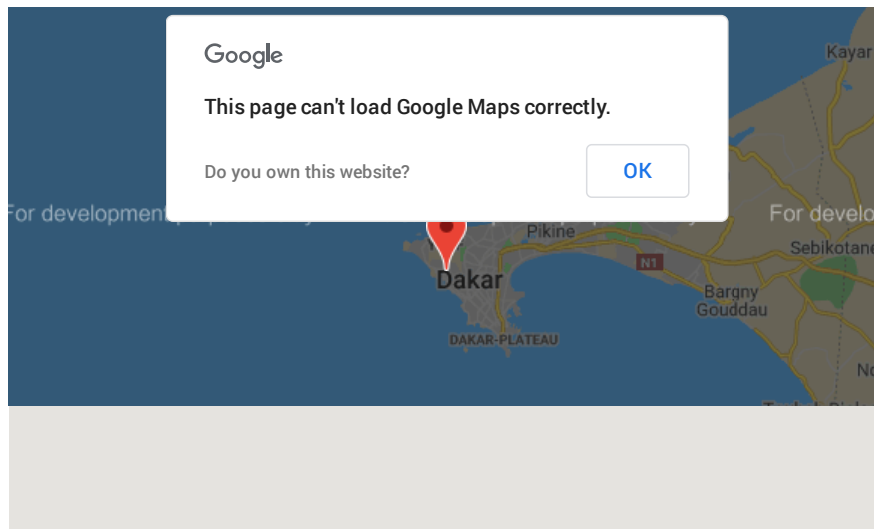 Google
This page can't load Google Maps correctly.
Do you own this website?
OK
Kayar
For development
For develo
Pikine
Sebikotane
N1
Dakar
Bargny
Gouddau
DAKAR-PLATEAU